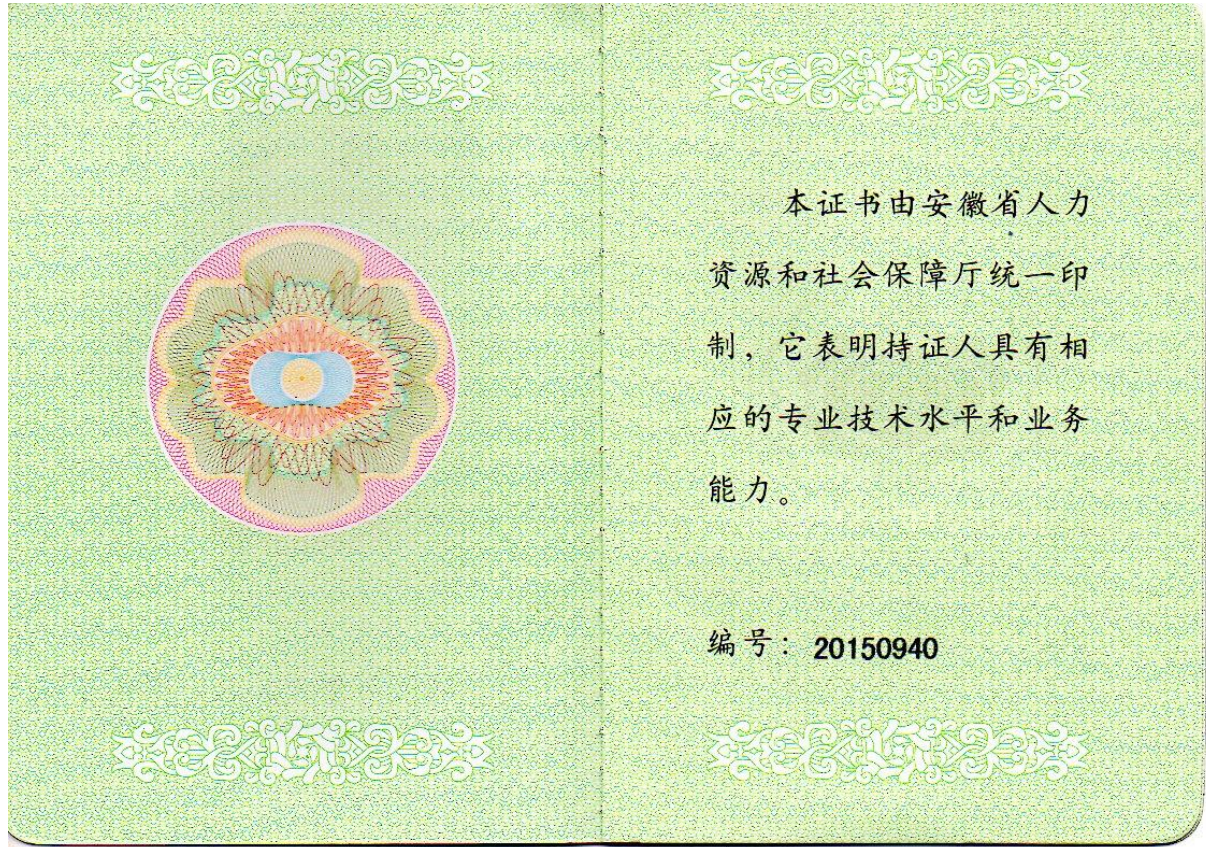 本证书由安徽省人力
资源和社会保障厅统一印
制，它表明持证人具有相
应的专业技术水平和业务
能力。
编号：20150940